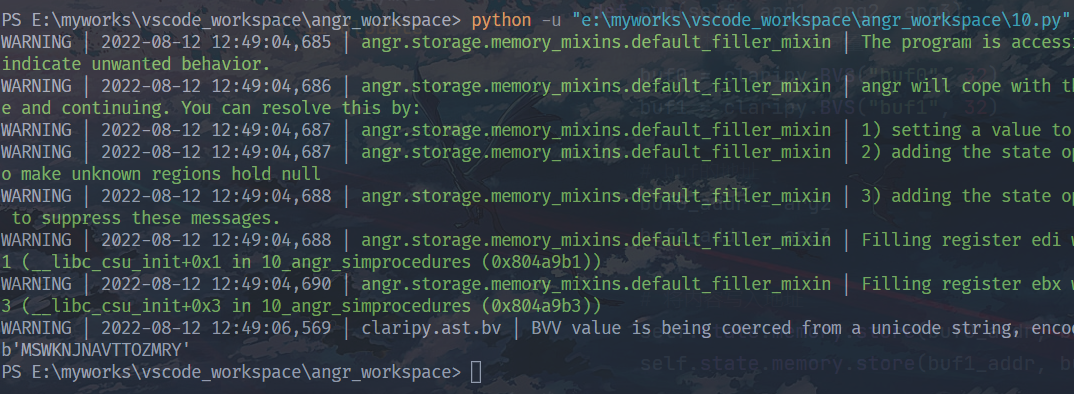 PS E:\myworks\vscode_workspace\angr_workspace> python -u "e:\myworks\vscode_workspace\angr_workspace\10.py"
WARNING | 2022-08-12 12:49:04,685 | angr.storage.memory_mixins.default_filler_mixin | The program is accessi
indicate unwanted behavior.
WARNING | 2022-08-12 12:49:04,686 | angr.storage.memory_mixins.default_filler_mixin | angr will cope with th
e and continuing. You can resolve this by:
WARNING | 2022-08-12 12:49:04,687 | angr.storage.memory_mixins.default_filler_mixin | 1) setting a value to
WARNING | 2022-08-12 12:49:04,687 | angr.storage.memory_mixins.default_filler_mixin | 2) adding the state op
o make unknown regions hold null
WARNING | 2022-08-12 12:49:04,688 | angr.storage.memory_mixins.default_filler_mixin | 3) adding the state op
to suppress these messages.
WARNING | 2022-08-12 12:49:04,688 | angr.storage.memory_mixins.default_filler_mixin | Filling register edi w
1 (__libc_csu_init+0x1 in 10_angr_simprocedures (0x804a9b1))
WARNING | 2022-08-12 12:49:04,690 | angr.storage.memory_mixins.default_filler_mixin | Filling register ebx w
3 (__libc_csu_init+0x3 in 10_angr_simprocedures (0x804a9b3))
WARNING | 2022-08-12 12:49:06,569 | claripy.ast.bv | BVV value is being coerced from a unicode string, enco
b'MSWKNJNAVTTOZMRY'
PS E:\myworks\vscode_workspace\angr_workspace>
self.state.memory.store(buf1_addr, b